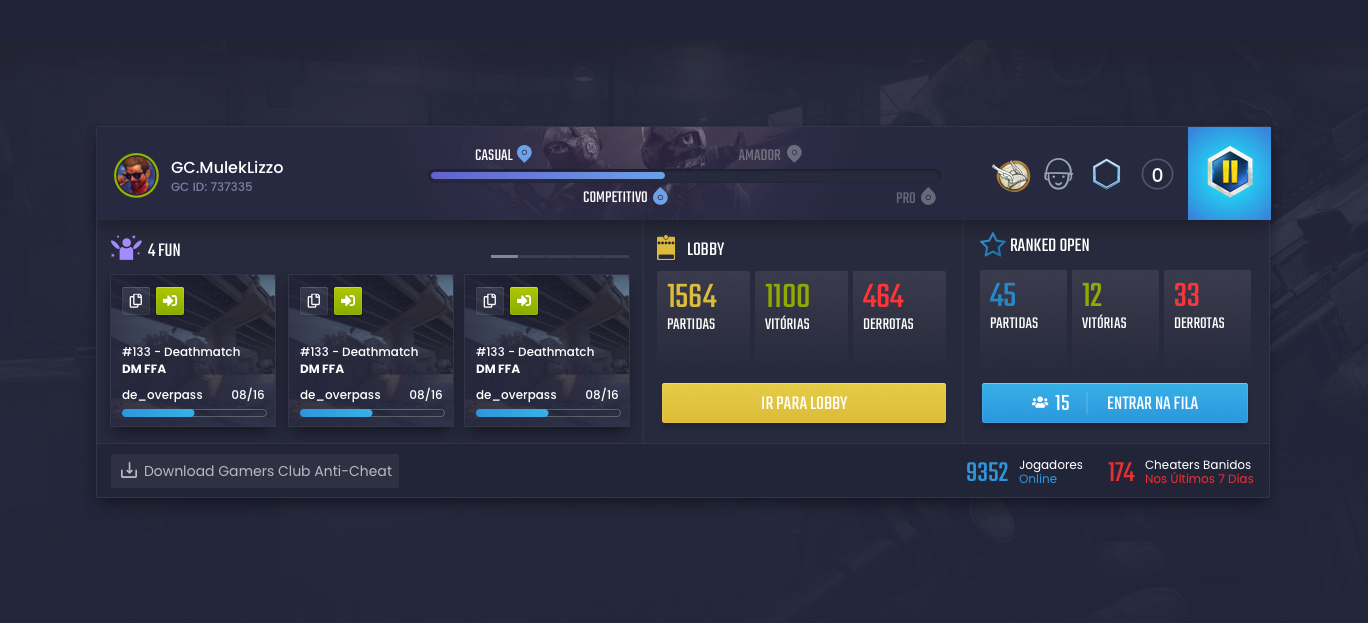 GC.MulekLizzo
GC ID: 737335
CASUAL
AMADOR
COMPETITIVO
PRO
0
4 FUN
#133 - Deathmatch
DM FFA
de_overpass 08/16
#133 - Deathmatch
DM FFA
de_overpass 08/16
#133 - Deathmatch
DM FFA
de_overpass 08/16
LOBBY
1564
PARTIDAS
1100
VITÓRIAS
464
DERROTAS
IR PARA LOBBY
RANKED OPEN
45
PARTIDAS
12
VITÓRIAS
33
DERROTAS
15 ENTRAR NA FILA
Download Gamers Club Anti-Cheat
9352
Jogadores
Online
174
Cheaters Banidos
Nos Últimos 7 Dias